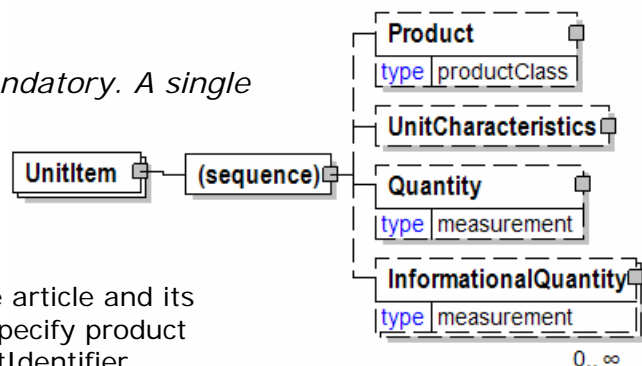 ndatory. A single
article and its
pecify product
tIdentifier
UnitItem
(sequence)
Product
type productClass
UnitCharacteristics
Quantity
type measurement
InformationalQuantity
type measurement
0.. ∞